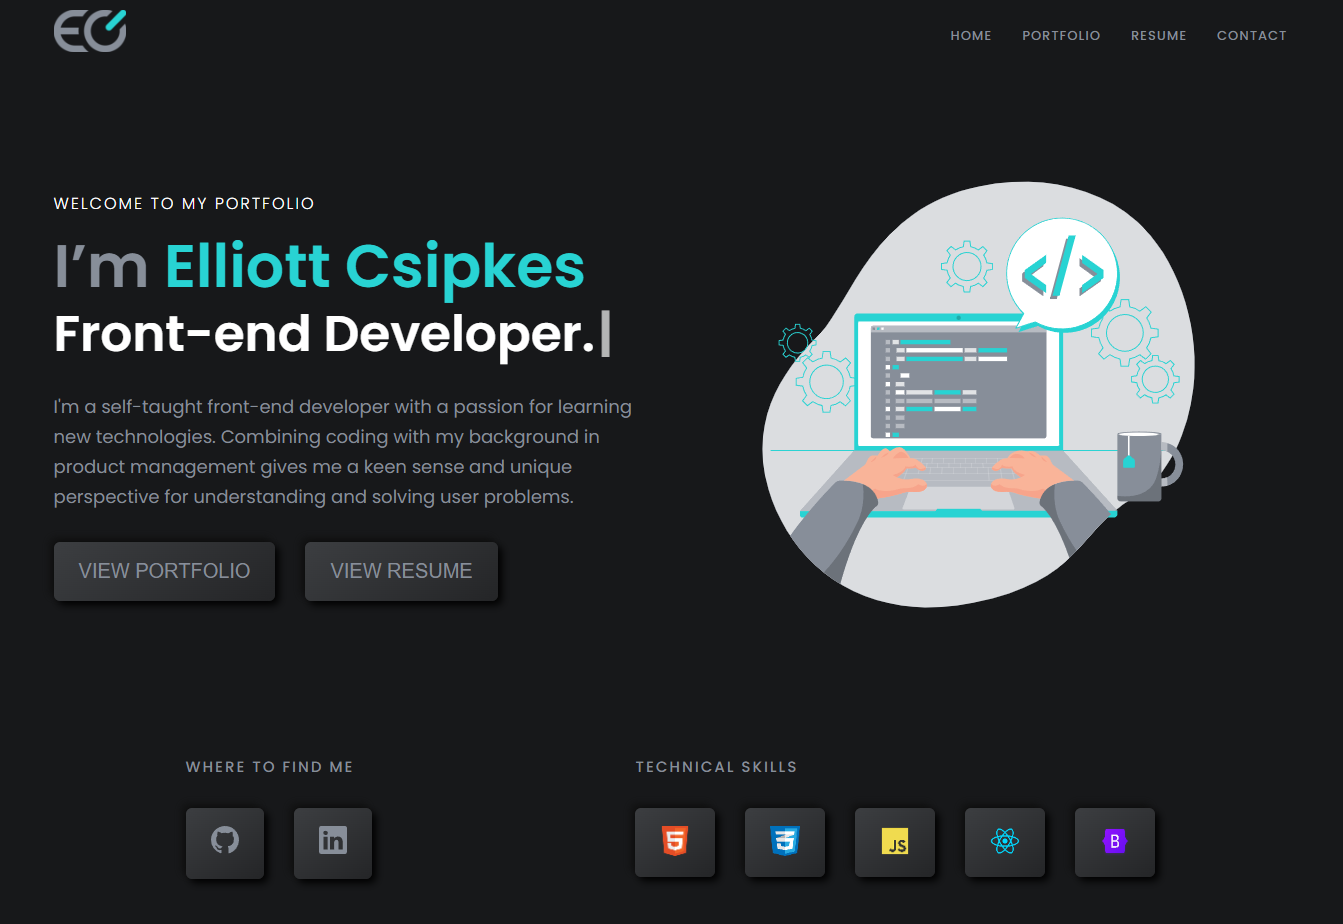 EC
HOME PORTFOLIO RESUME CONTACT
WELCOME TO MY PORTFOLIO
I’m Elliott Csipkes
Front-end Developer.
</>
I'm a self-taught front-end developer with a passion for learning
new technologies. Combining coding with my background in
product management gives me a keen sense and unique
perspective for understanding and solving user problems.
VIEW PORTFOLIO VIEW RESUME
WHERE TO FIND ME TECHNICAL SKILLS
in 5 3 JS B